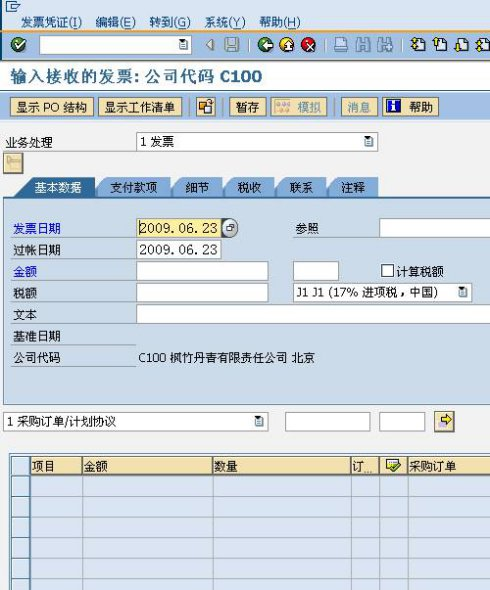 发票凭证(I) 编辑(E) 转到(G) 系统(Y) 帮助(H)
输入接收的发票: 公司代码 C100
显示 PO 结构 显示工作清单 暂存 模拟 消息 帮助
业务处理 1 发票
基本数据 支付款项 细节 税收 联系 注释
发票日期 2009.06.23 参照
过帐日期 2009.06.23
金额 计算税额
税额 J1 J1 (17% 进项税，中国)
文本
基准日期
公司代码 C100 枫竹丹青有限责任公司 北京
1 采购订单/计划协议
项目 金额 数量 订... 采购订单